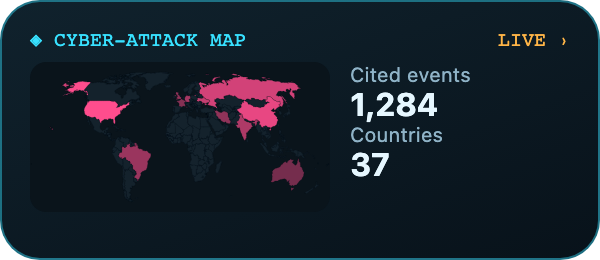 ◆ CYBER-ATTACK MAP
LIVE ›
Cited events
1,284
Countries
37